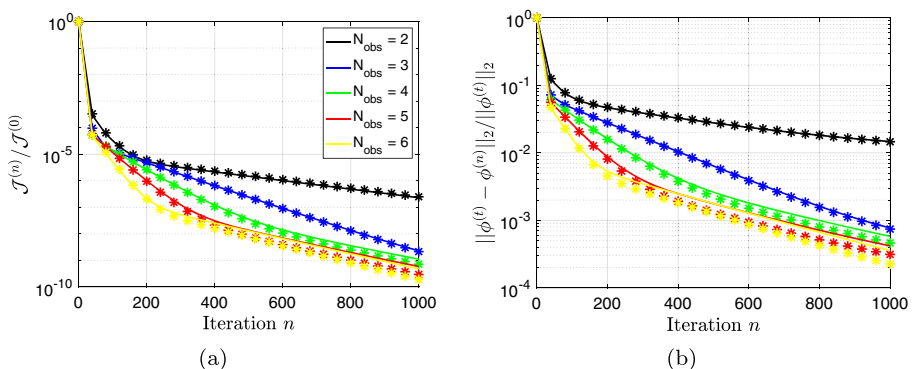 10^0
10^-5
10^-10
𝒥^(n)/𝒥^(0)
N_obs = 2
N_obs = 3
N_obs = 4
N_obs = 5
N_obs = 6
0 200 400 600 800 1000
Iteration n
(a)
10^0
10^-1
10^-2
10^-3
10^-4
||ϕ^(t) − ϕ^(n)||_2/||ϕ^(t)||_2
0 200 400 600 800 1000
Iteration n
(b)